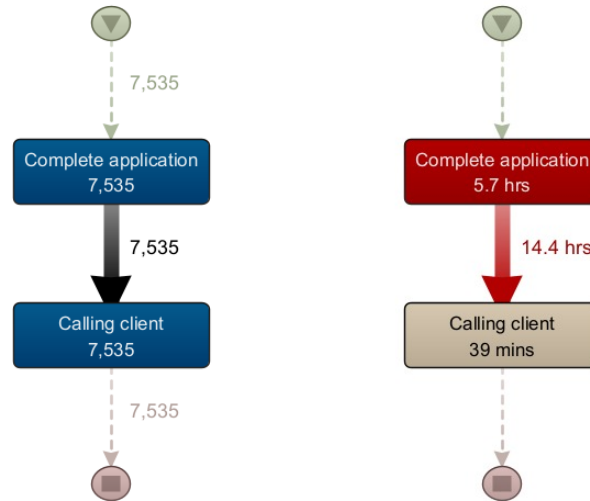 7,535
Complete application
7,535
7,535
Calling client
7,535
7,535
Complete application
5.7 hrs
14.4 hrs
Calling client
39 mins